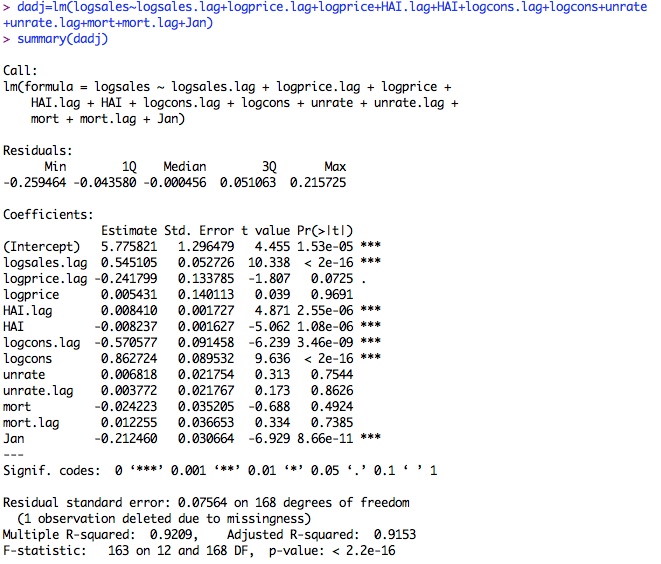 > dadj=lm(logsales~logsales.lag+logprice.lag+logprice+HAI.lag+HAI+logcons.lag+logcons+unrate
+unrate.lag+mort+mort.lag+Jan)
> summary(dadj)
Call:
lm(formula = logsales ~ logsales.lag + logprice.lag + logprice +
    HAI.lag + HAI + logcons.lag + logcons + unrate + unrate.lag +
    mort + mort.lag + Jan)
Residuals:
      Min        1Q    Median        3Q       Max
-0.259464 -0.043580 -0.000456  0.051063  0.215725
Coefficients:
              Estimate Std. Error t value Pr(>|t|)
(Intercept)   5.775821   1.296479   4.455 1.53e-05 ***
logsales.lag  0.545105   0.052726  10.338  < 2e-16 ***
logprice.lag -0.241799   0.133785  -1.807   0.0725 .
logprice      0.005431   0.140113   0.039   0.9691
HAI.lag       0.008410   0.001727   4.871 2.55e-06 ***
HAI          -0.008237   0.001627  -5.062 1.08e-06 ***
logcons.lag  -0.570577   0.091458  -6.239 3.46e-09 ***
logcons       0.862724   0.089532   9.636  < 2e-16 ***
unrate        0.006818   0.021754   0.313   0.7544
unrate.lag    0.003772   0.021767   0.173   0.8626
mort         -0.024223   0.035205  -0.688   0.4924
mort.lag      0.012255   0.036653   0.334   0.7385
Jan          -0.212460   0.030664  -6.929 8.66e-11 ***
---
Signif. codes:  0 ‘***’ 0.001 ‘**’ 0.01 ‘*’ 0.05 ‘.’ 0.1 ‘ ’ 1
Residual standard error: 0.07564 on 168 degrees of freedom
  (1 observation deleted due to missingness)
Multiple R-squared:  0.9209,	Adjusted R-squared:  0.9153
F-statistic:   163 on 12 and 168 DF,  p-value: < 2.2e-16